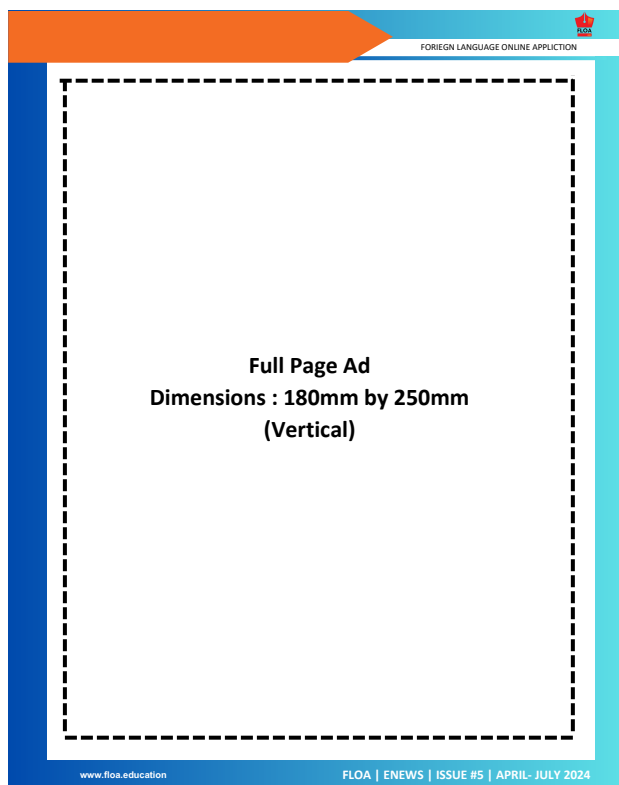 FLOA
FORIEGN LANGUAGE ONLINE APPLICTION
Full Page Ad
Dimensions : 180mm by 250mm
(Vertical)
www.floa.education
FLOA | ENEWS | ISSUE #5 | APRIL- JULY 2024